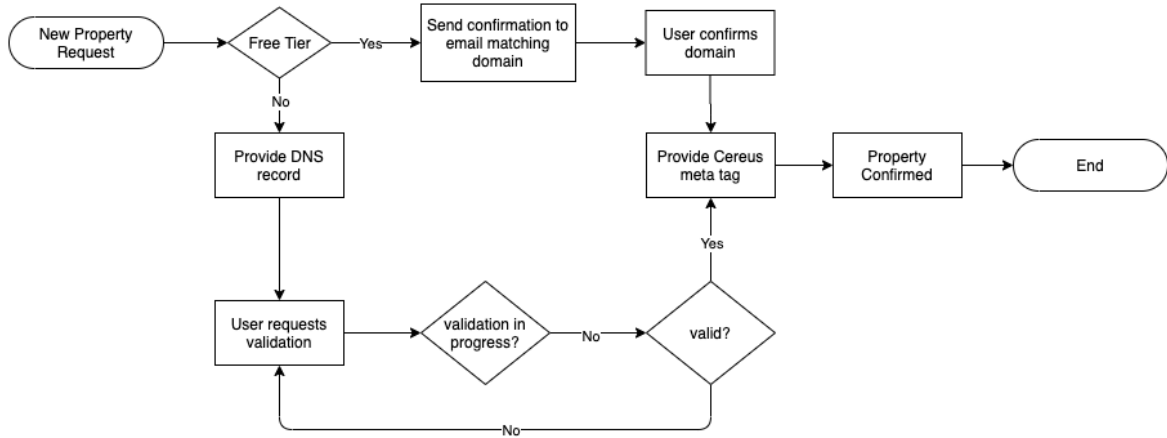 New Property
Request
Free Tier
Yes
Send confirmation to
email matching
domain
User confirms
domain
No
Provide DNS
record
Provide Cereus
meta tag
Property
Confirmed
End
Yes
User requests
validation
validation in
progress?
No
valid?
No